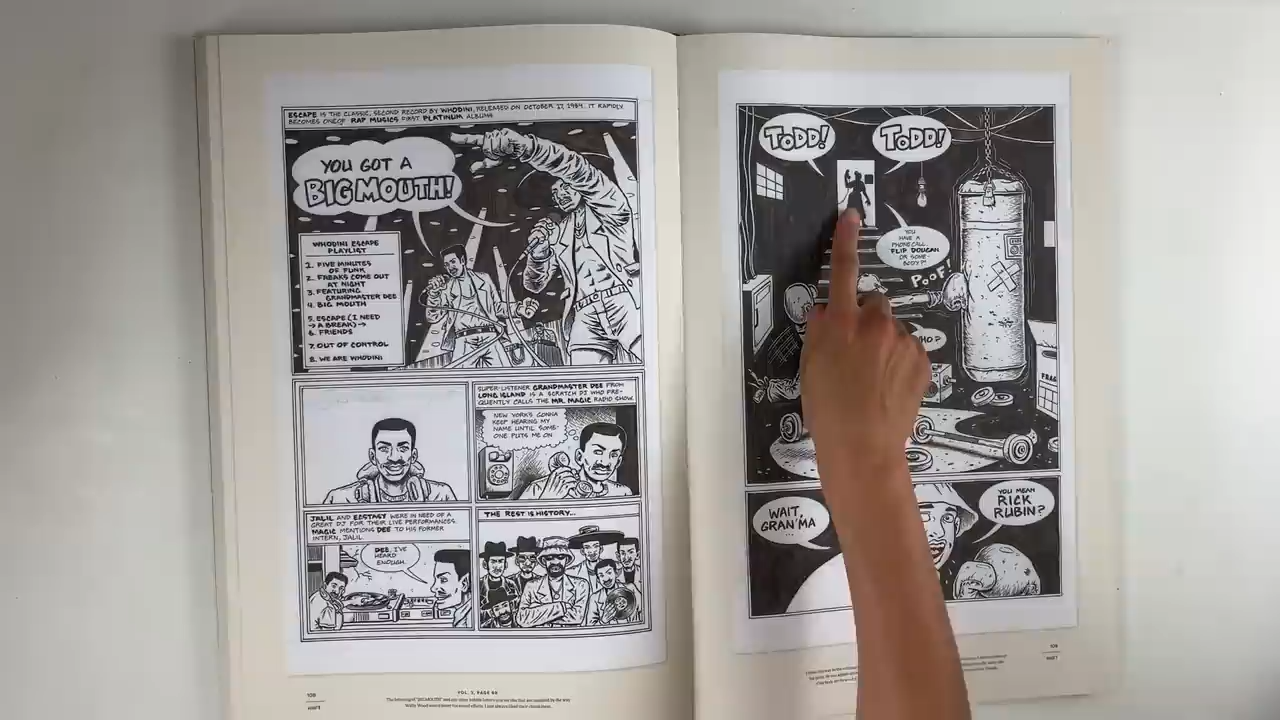 ESCAPE IS THE CLASSIC, SECOND RECORD BY WHODINI, RELEASED ON OCTOBER 17, 1984. IT RAPIDLY
BECOMES ONE OF RAP MUSIC'S FIRST PLATINUM ALBUMS
YOU GOT A
BIG MOUTH!
WHODINI ESCAPE
PLAYLIST
1. FIVE MINUTES
OF FUNK
2. FREAKS COME OUT
AT NIGHT
3. FEATURING
GRANDMASTER DEE
4. BIG MOUTH
5. ESCAPE (I NEED
→ A BREAK) →
6. FRIENDS
7. OUT OF CONTROL
8. WE ARE WHODINI
SUPER-LISTENER GRANDMASTER DEE FROM
LONG ISLAND IS A SCRATCH DJ WHO FRE-
QUENTLY CALLS THE MR. MAGIC RADIO SHOW.
NEW YORK'S GONNA
KEEP HEARING MY
NAME UNTIL SOME-
ONE PUTS ME ON
JALIL AND ECSTASY WERE IN NEED OF A
GREAT DJ FOR THEIR LIVE PERFORMANCES.
MAGIC MENTIONS DEE TO HIS FORMER
INTERN, JALIL
DEE, I'VE
HEARD
ENOUGH.
THE REST IS HISTORY...
VOL. 2, PAGE 60
TODD!
TODD!
YOU
HAVE A
PHONE CALL.
FLIP DOUGAN
OR SOME-
BODY?!
POOF!
WHO?
FRAG
WAIT,
GRAN'MA
YOU MEAN
RICK
RUBIN?
109